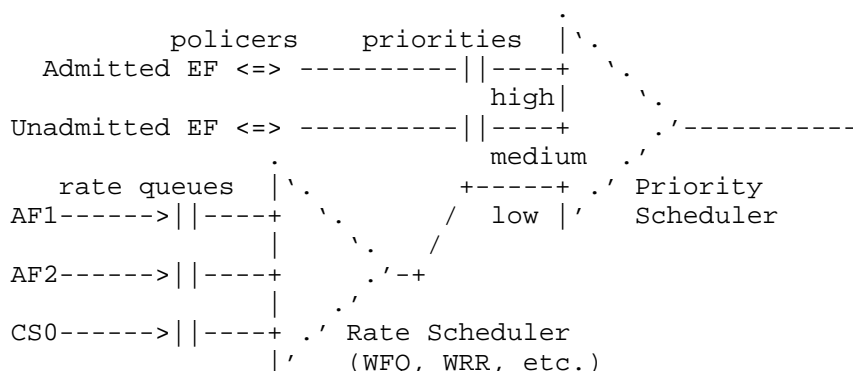 policers priorities
Admitted EF <=>
high
Unadmitted EF <=>
medium
rate queues Priority
AF1 low Scheduler
AF2
CS0 Rate Scheduler
(WFO, WRR, etc.)